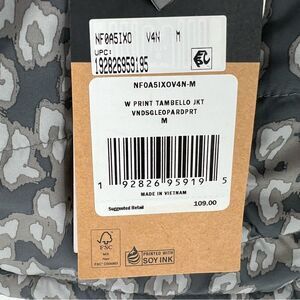 NF0A5IXO V4N M
UPC:
192826959195
NF0A5IXOV4N-M
W PRINT TAMBELLO JKT
VNDSGLEOPARDPRT
M
1 92826 95919 5
MADE IN VIETNAM
Suggested Retail 109.00
FSC
MIX
PRINTED WITH
SOY INK